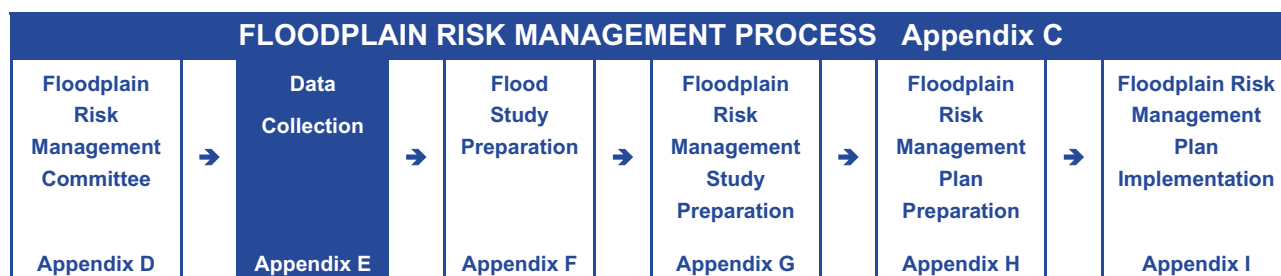 FLOODPLAIN RISK MANAGEMENT PROCESS Appendix C
Floodplain
Risk
Management
Committee
Appendix D
➔
Data
Collection
Appendix E
➔
Flood
Study
Preparation
Appendix F
➔
Floodplain
Risk
Management
Study
Preparation
Appendix G
➔
Floodplain
Risk
Management
Plan
Preparation
Appendix H
➔
Floodplain Risk
Management
Plan
Implementation
Appendix I